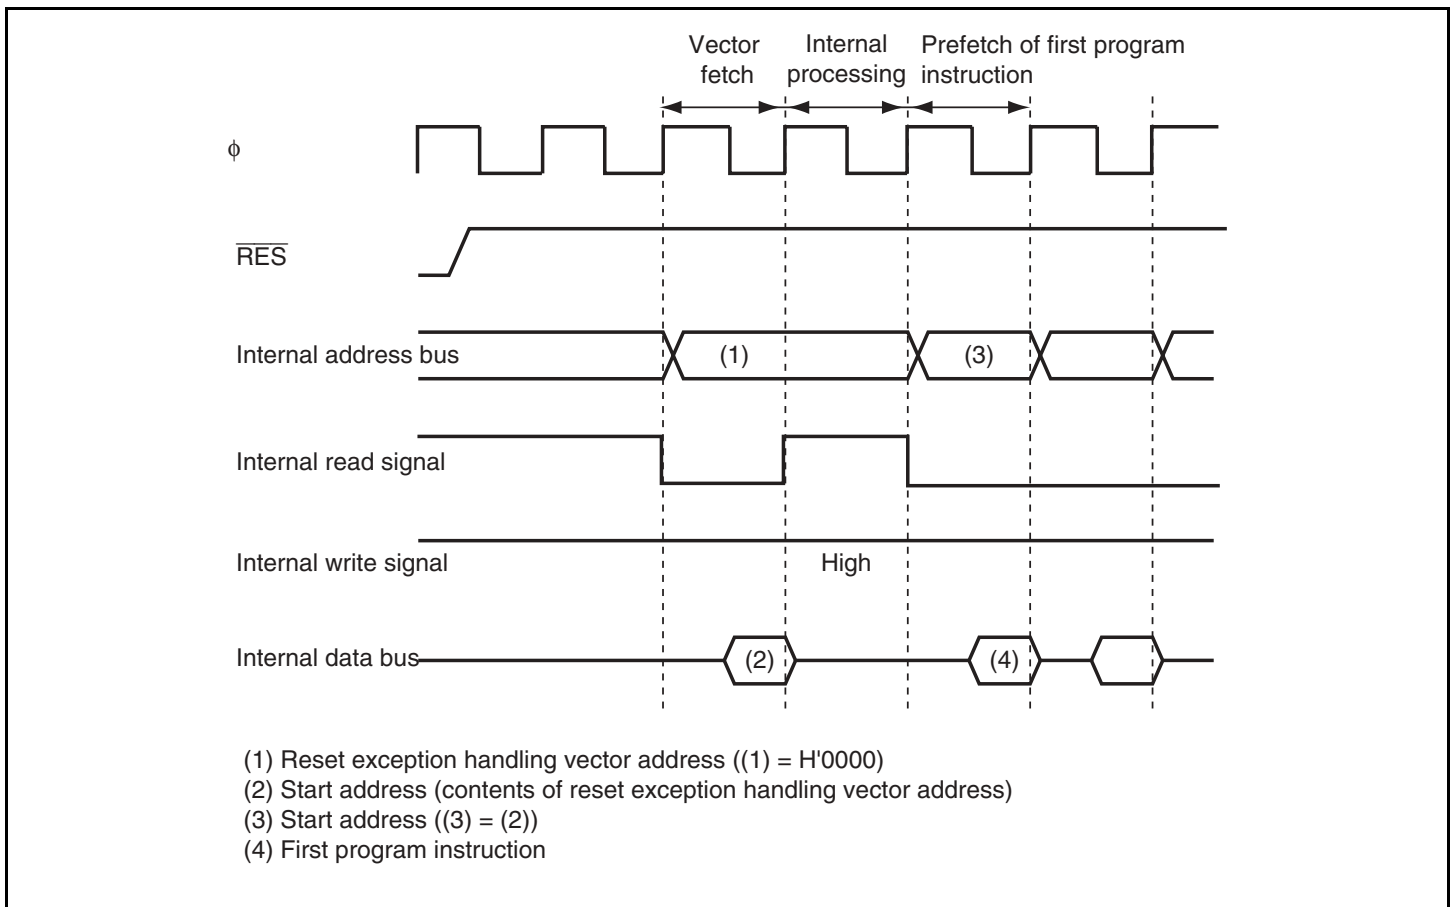 Vector fetch
Internal processing
Prefetch of first program instruction
φ
RES
Internal address bus
(1)
(3)
Internal read signal
Internal write signal
High
Internal data bus
(2)
(4)
(1) Reset exception handling vector address ((1) = H'0000)
(2) Start address (contents of reset exception handling vector address)
(3) Start address ((3) = (2))
(4) First program instruction